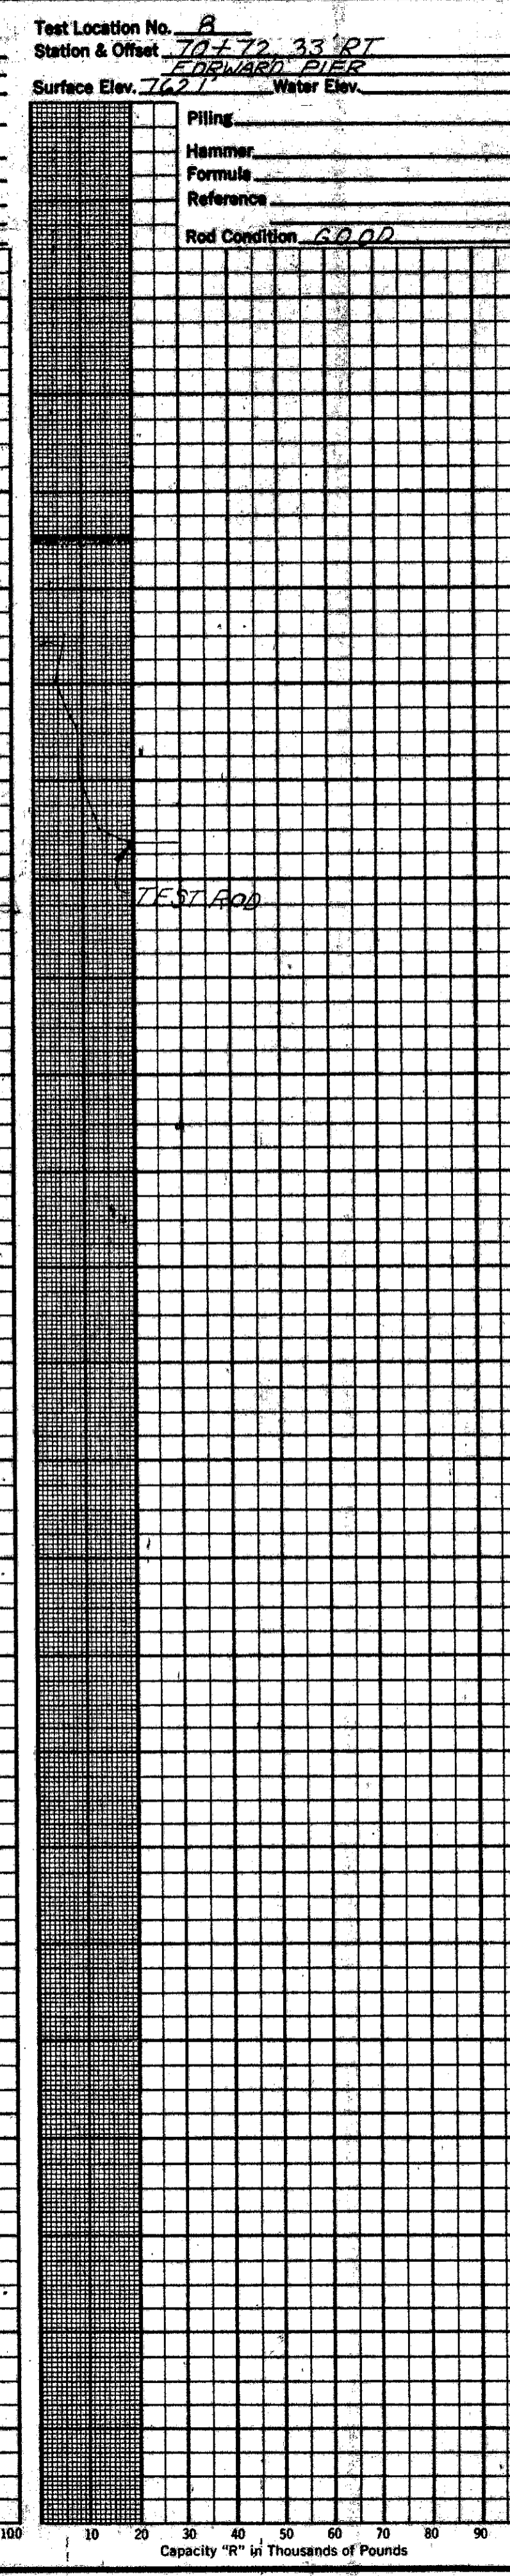 Test Location No. B
Station & Offset 70+72, 33' RT
FORWARD PIER
Surface Elev. 762.1' Water Elev.
Piling
Hammer
Formula
Reference
Rod Condition GOOD
TEST ROD
100 10 20 30 40 50 60 70 80 90
Capacity "R" in Thousands of Pounds